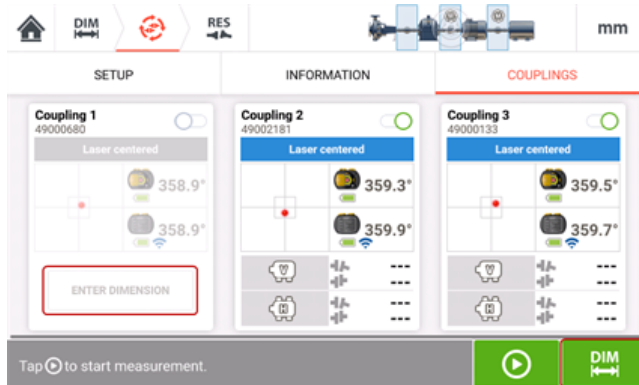 DIM
RES
mm
SETUP
INFORMATION
COUPLINGS
Coupling 1
49000680
Laser centered
358.9°
358.9°
ENTER DIMENSION
Coupling 2
49002181
Laser centered
359.3°
359.9°
V
---
---
H
---
---
Coupling 3
49000133
Laser centered
359.5°
359.7°
V
---
---
H
---
---
Tap to start measurement.
DIM